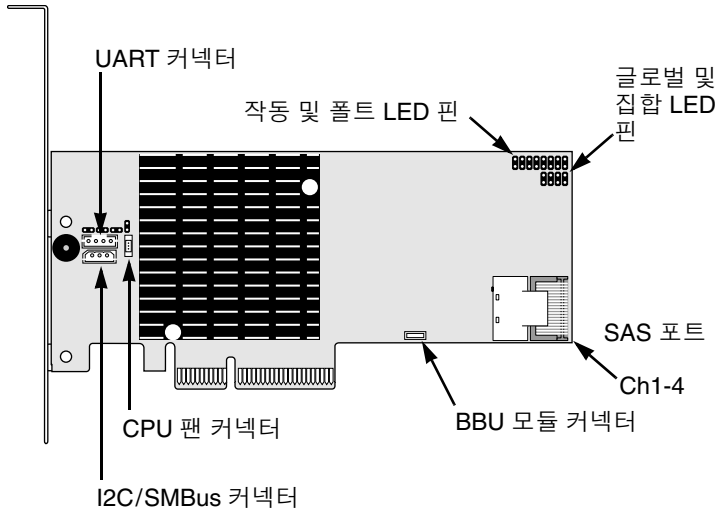 UART 커넥터
작동 및 폴트 LED 핀
글로벌 및
집합 LED
핀
SAS 포트
Ch1-4
CPU 팬 커넥터
BBU 모듈 커넥터
I2C/SMBus 커넥터